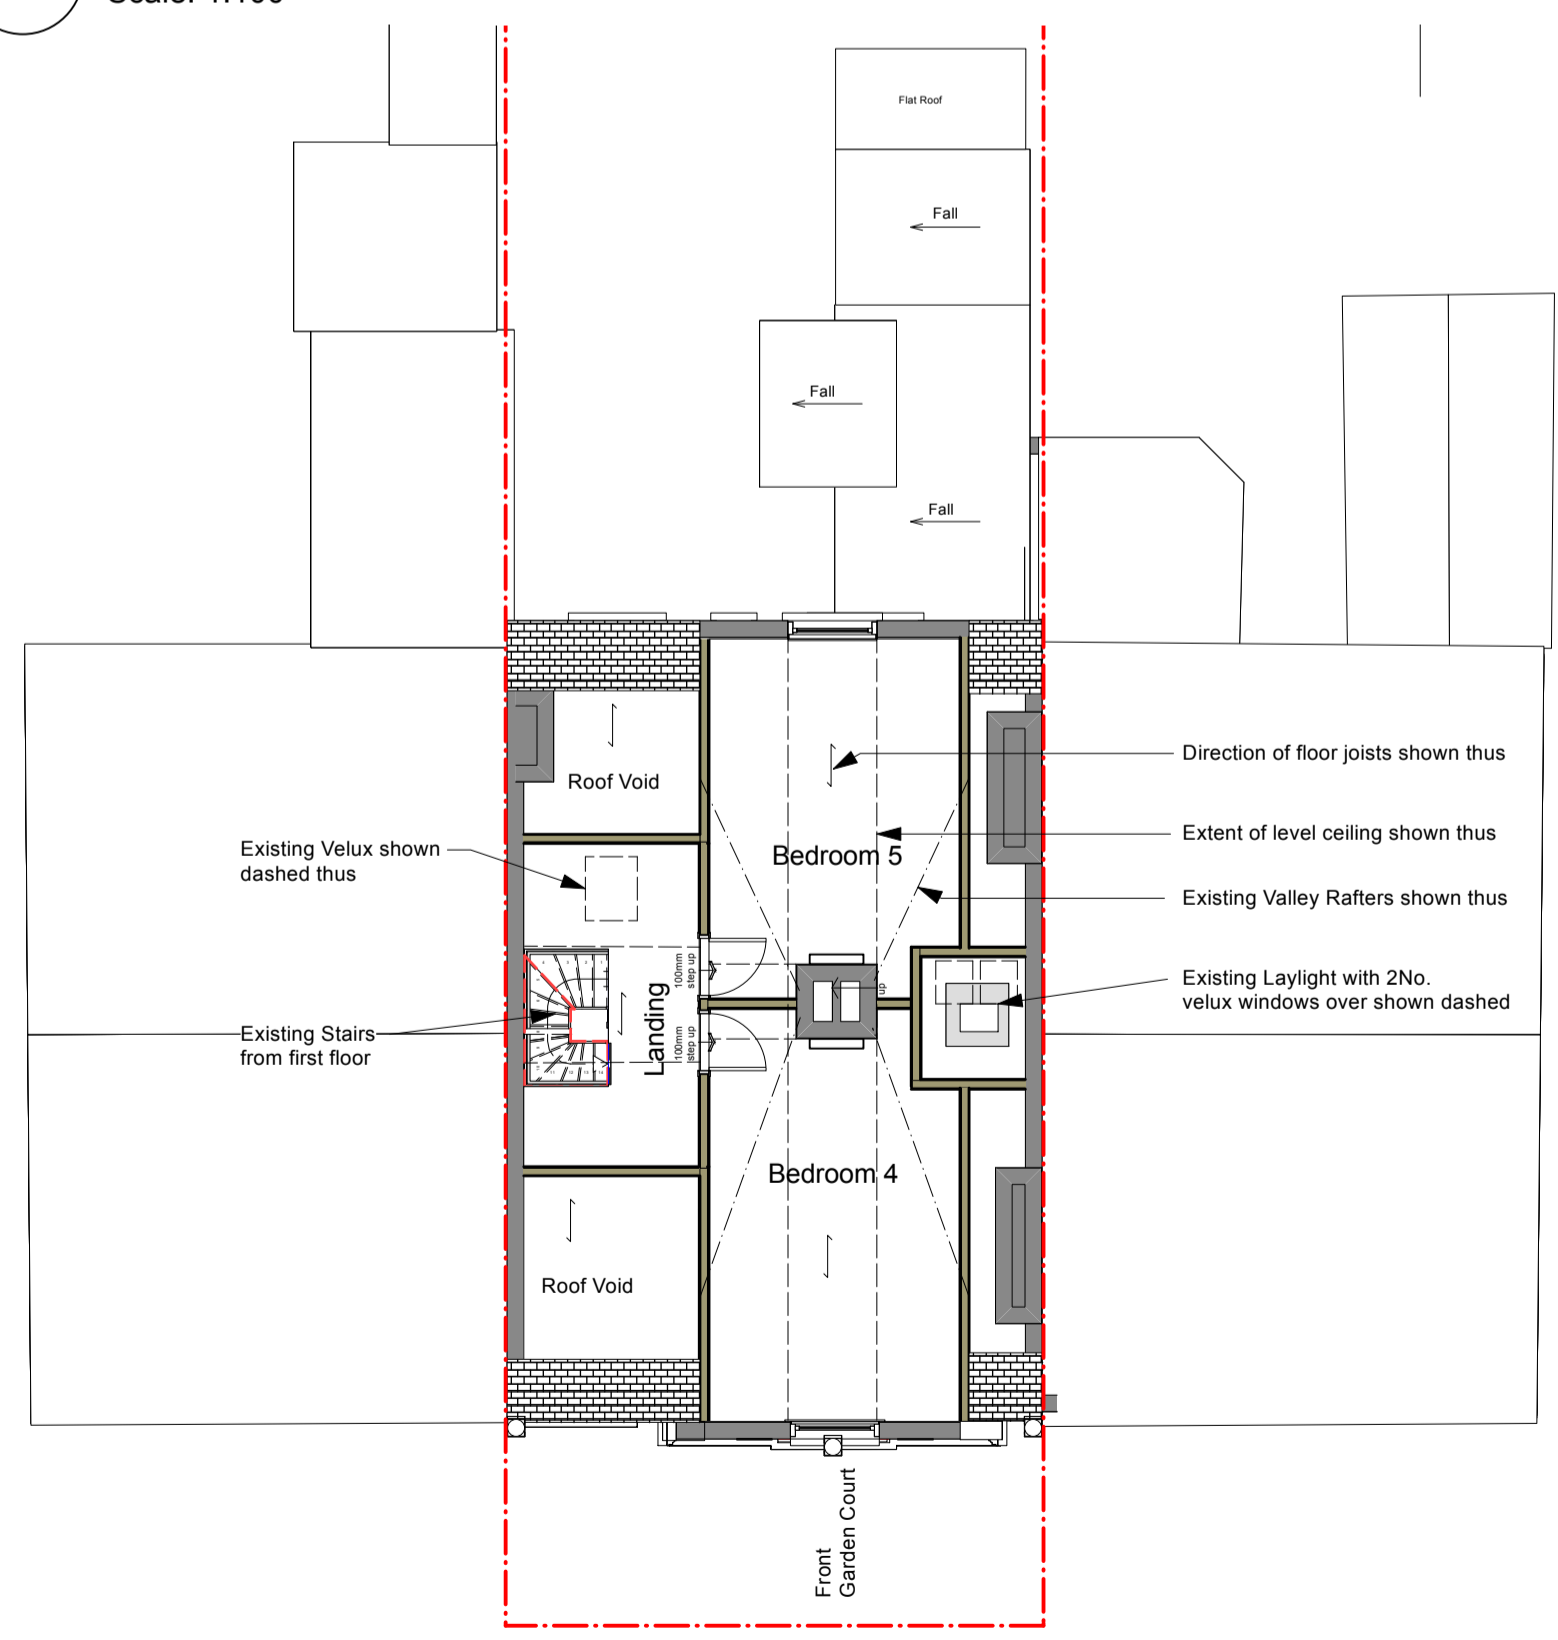 Scale: 1:100
Flat Roof
Fall
Fall
Fall
Direction of floor joists shown thus
Roof Void
Extent of level ceiling shown thus
Existing Velux shown
dashed thus
Bedroom 5
Existing Valley Rafters shown thus
100mm
step up
up
Existing Laylight with 2No.
velux windows over shown dashed
Landing
Existing Stairs
from first floor
100mm
step up
Bedroom 4
Roof Void
Front
Garden Court